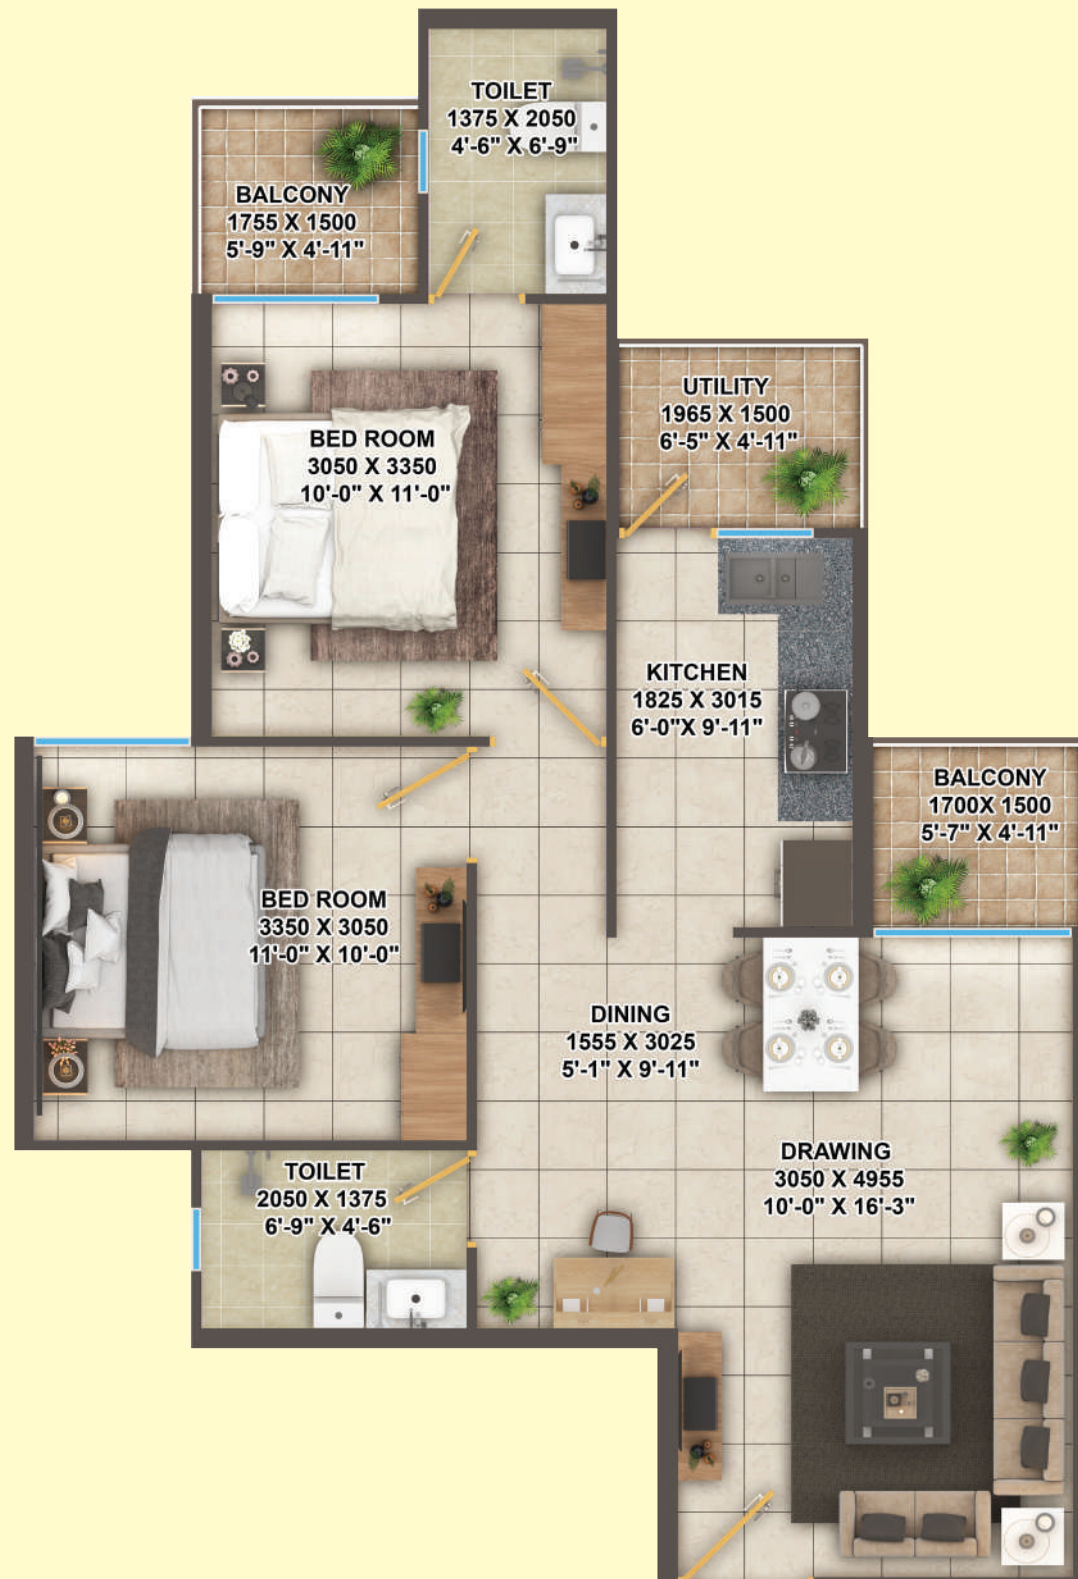 TOILET
1375 X 2050
4'-6" X 6'-9"
BALCONY
1755 X 1500
5'-9" X 4'-11"
UTILITY
1965 X 1500
6'-5" X 4'-11"
BED ROOM
3050 X 3350
10'-0" X 11'-0"
KITCHEN
1825 X 3015
6'-0"X 9'-11"
BALCONY
1700X 1500
5'-7" X 4'-11"
BED ROOM
3350 X 3050
11'-0" X 10'-0"
DINING
1555 X 3025
5'-1" X 9'-11"
DRAWING
3050 X 4955
10'-0" X 16'-3"
TOILET
2050 X 1375
6'-9" X 4'-6"